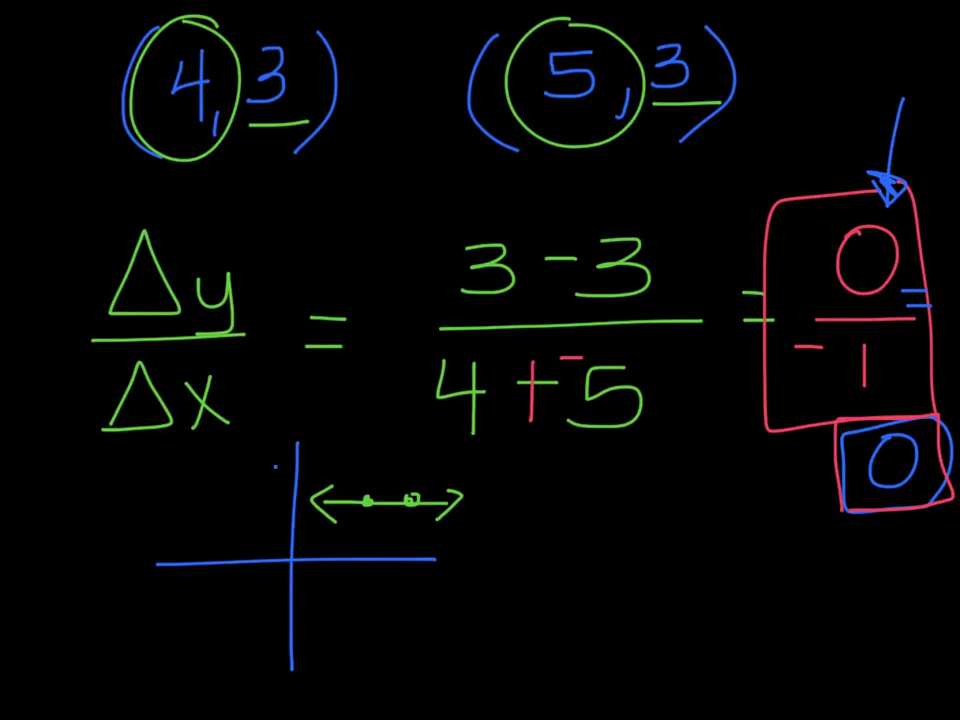 (4, 3) (5, 3)
Δy / Δx = 3 - 3 / 4 + -5 = 0 / -1 =
0